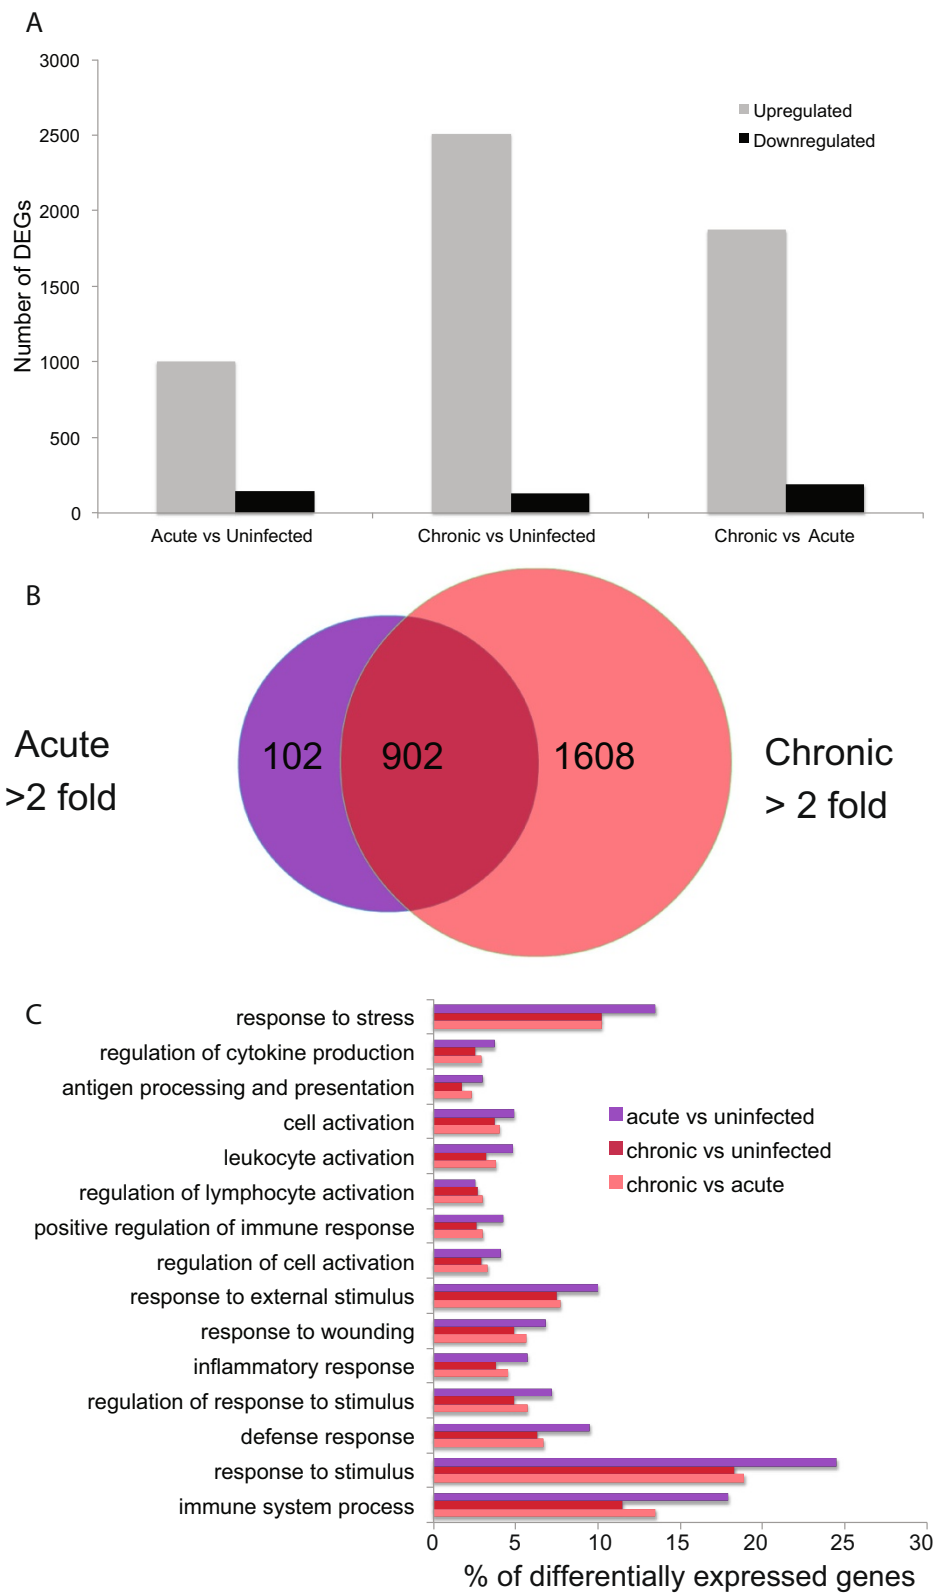 A
3000
2500
2000
1500
1000
500
0
Number of DEGs
Upregulated
Downregulated
Acute vs Uninfected
Chronic vs Uninfected
Chronic vs Acute
B
Acute
>2 fold
102
902
1608
Chronic
> 2 fold
C
response to stress
regulation of cytokine production
antigen processing and presentation
cell activation
leukocyte activation
regulation of lymphocyte activation
positive regulation of immune response
regulation of cell activation
response to external stimulus
response to wounding
inflammatory response
regulation of response to stimulus
defense response
response to stimulus
immune system process
acute vs uninfected
chronic vs uninfected
chronic vs acute
0 5 10 15 20 25 30
% of differentially expressed genes